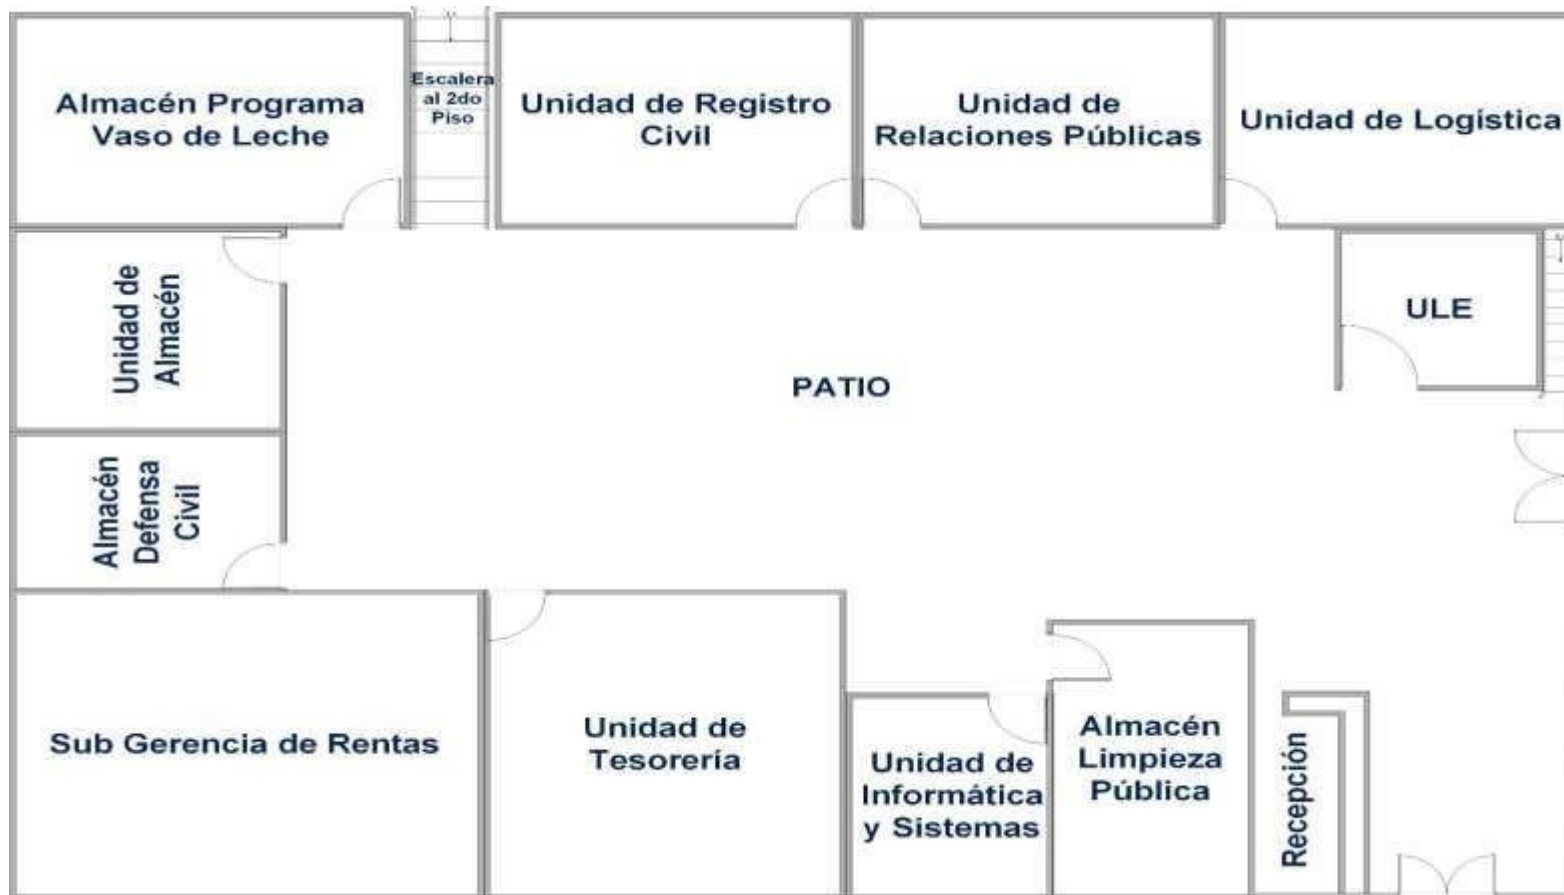 Almacén Programa
Vaso de Leche
Escalera
al 2do
Piso
Unidad de Registro
Civil
Unidad de
Relaciones Públicas
Unidad de Logística
Unidad de
Almacén
ULE
PATIO
Almacén
Defensa
Civil
Sub Gerencia de Rentas
Unidad de
Tesorería
Unidad de
Informática
y Sistemas
Almacén
Limpieza
Pública
Recepción